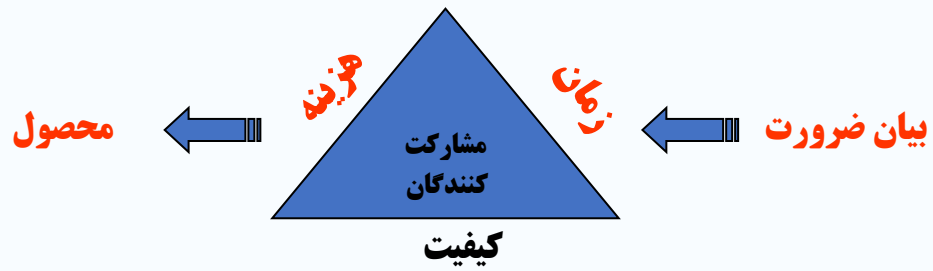 بیان ضرورت
زمان
هزینه
محصول
مشارکت
کنندگان
کیفیت